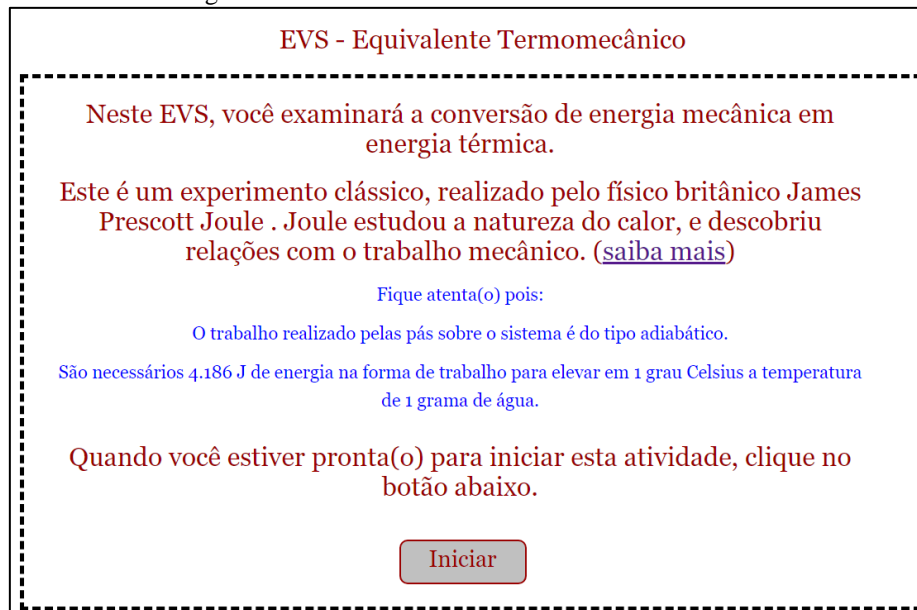 EVS - Equivalente Termomecânico
Neste EVS, você examinará a conversão de energia mecânica em
energia térmica.
Este é um experimento clássico, realizado pelo físico britânico James
Prescott Joule . Joule estudou a natureza do calor, e descobriu
relações com o trabalho mecânico. (saiba mais)
Fique atenta(o) pois:
O trabalho realizado pelas pás sobre o sistema é do tipo adiabático.
São necessários 4.186 J de energia na forma de trabalho para elevar em 1 grau Celsius a temperatura
de 1 grama de água.
Quando você estiver pronta(o) para iniciar esta atividade, clique no
botão abaixo.
Iniciar